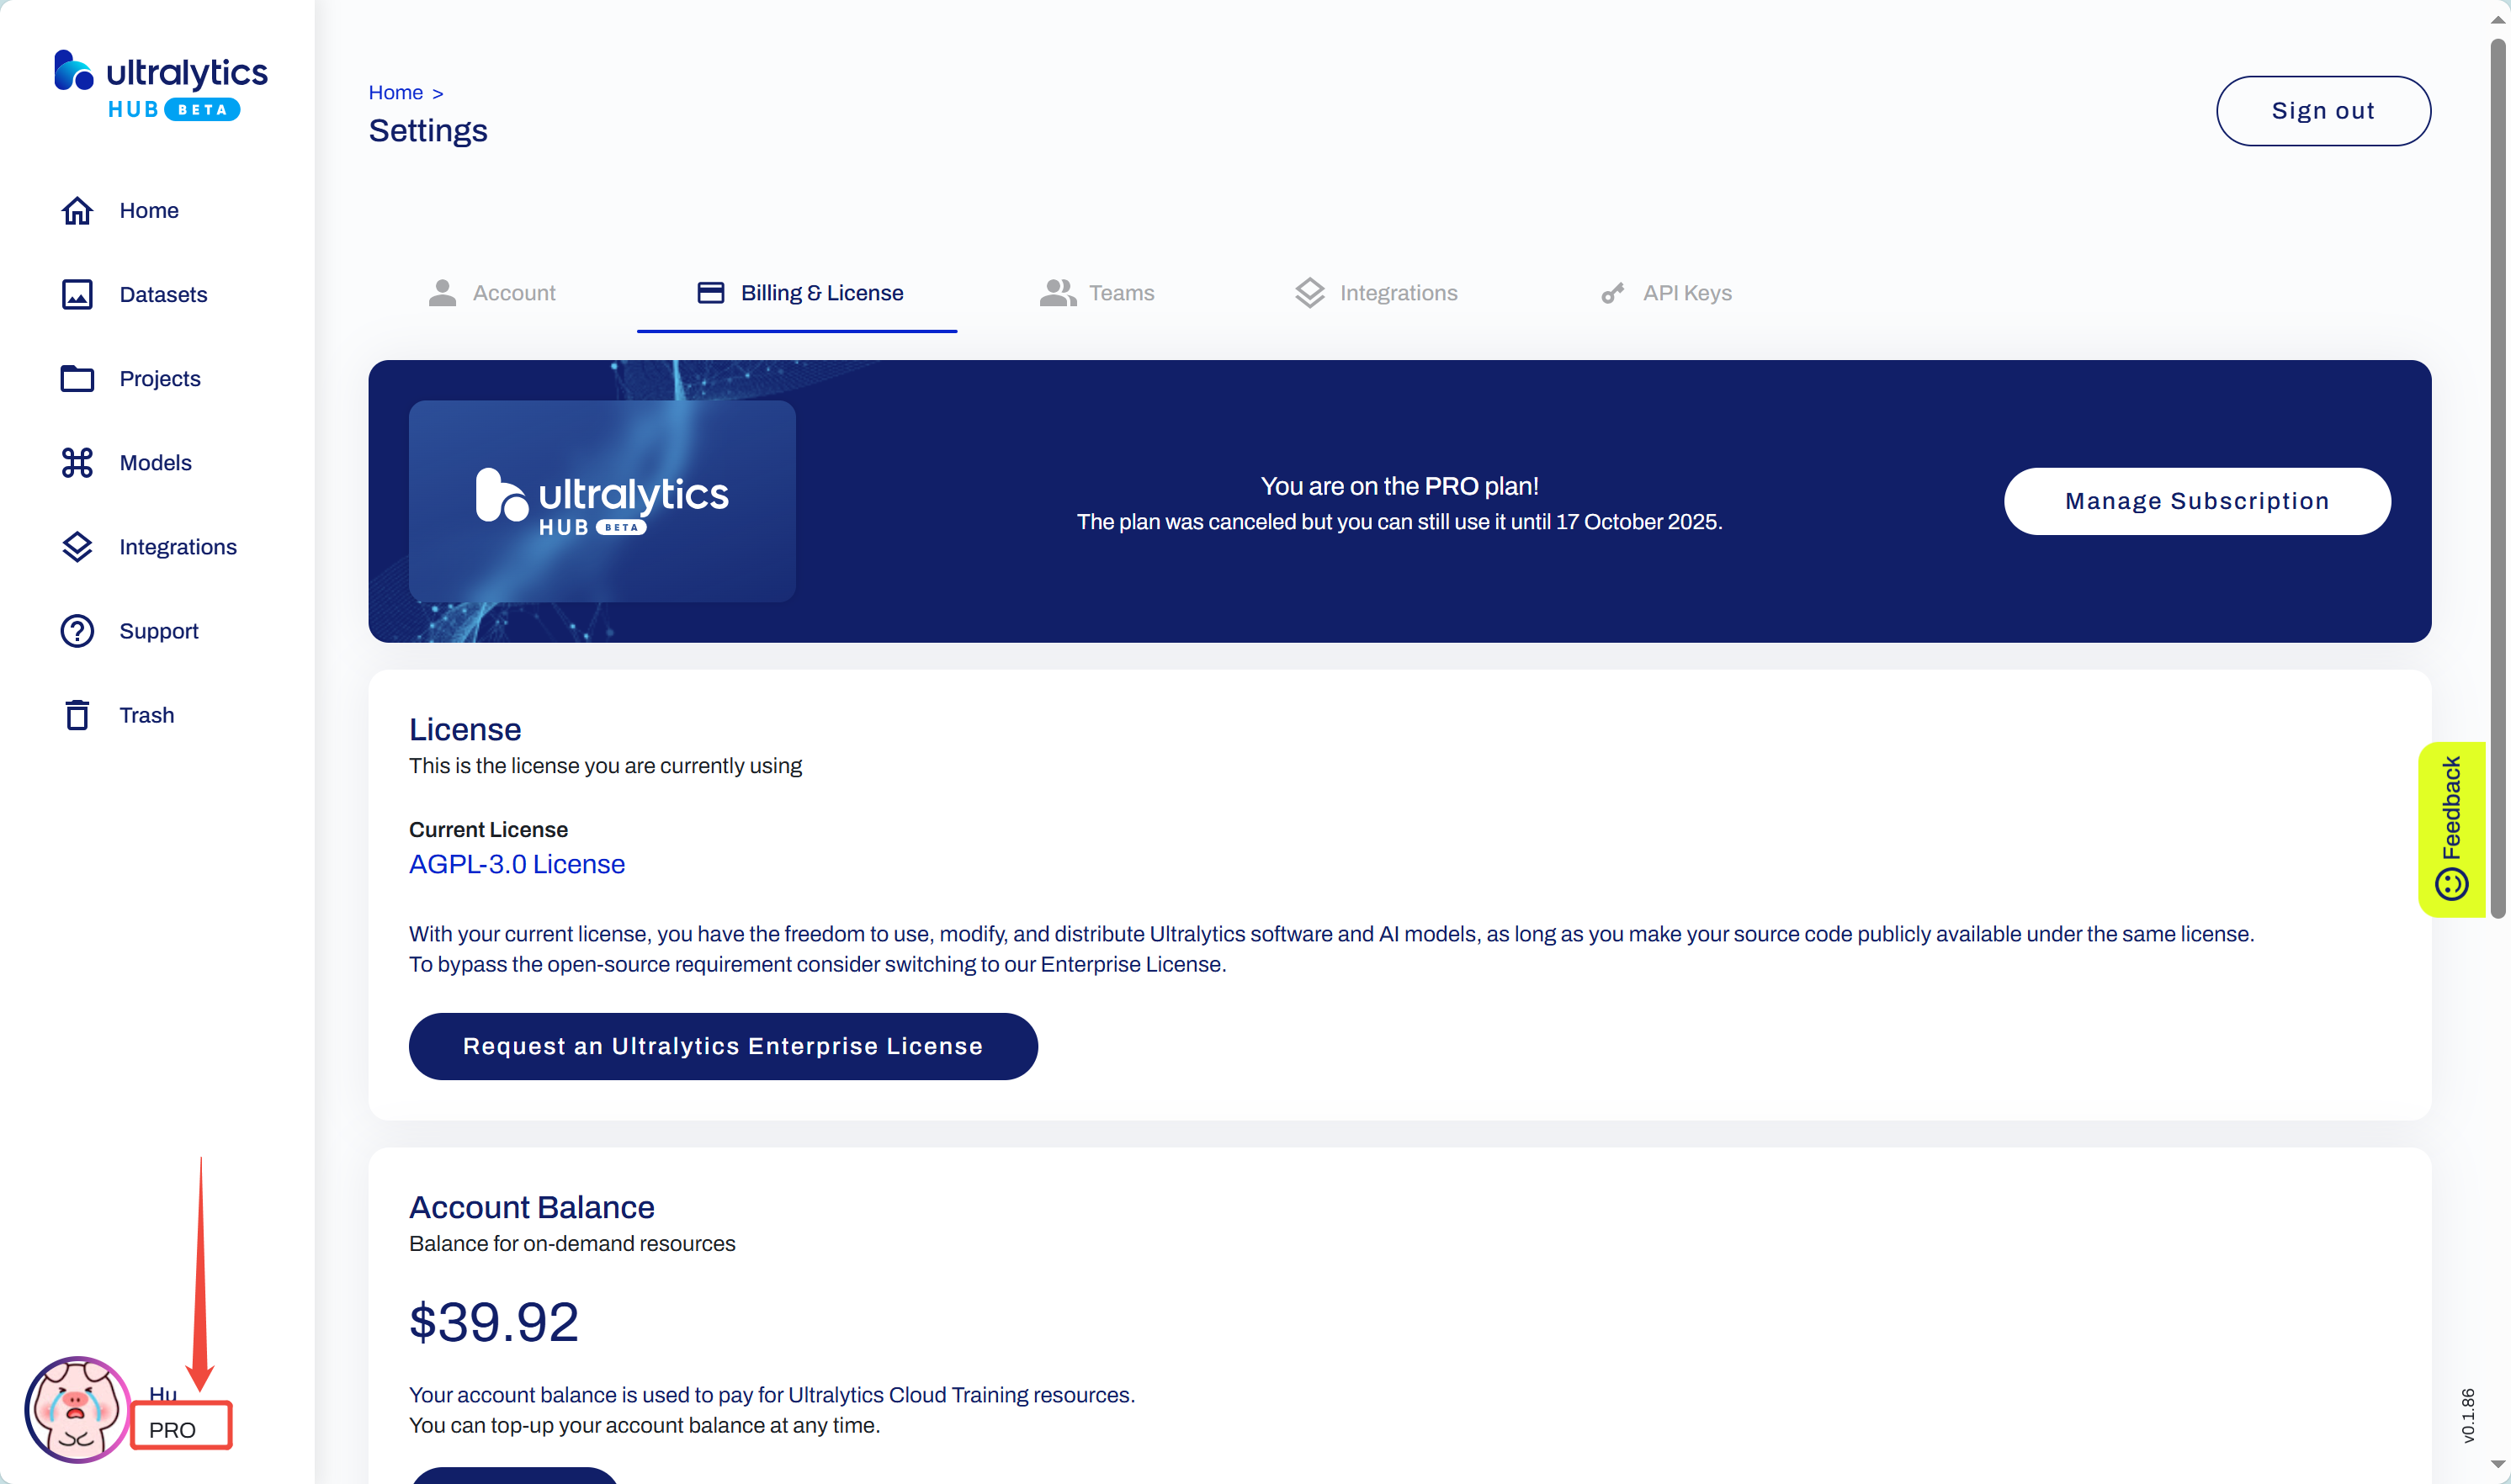 ultralytics
HUB BETA
Home
Datasets
Projects
Models
Integrations
Support
Trash
Hu
PRO
Home >
Settings
Sign out
Account
Billing & License
Teams
Integrations
API Keys
ultralytics
HUB BETA
You are on the PRO plan!
The plan was canceled but you can still use it until 17 October 2025.
Manage Subscription
License
This is the license you are currently using
Current License
AGPL-3.0 License
With your current license, you have the freedom to use, modify, and distribute Ultralytics software and AI models, as long as you make your source code publicly available under the same license.
To bypass the open-source requirement consider switching to our Enterprise License.
Request an Ultralytics Enterprise License
Account Balance
Balance for on-demand resources
$39.92
Your account balance is used to pay for Ultralytics Cloud Training resources.
You can top-up your account balance at any time.
Feedback
v0.1.86